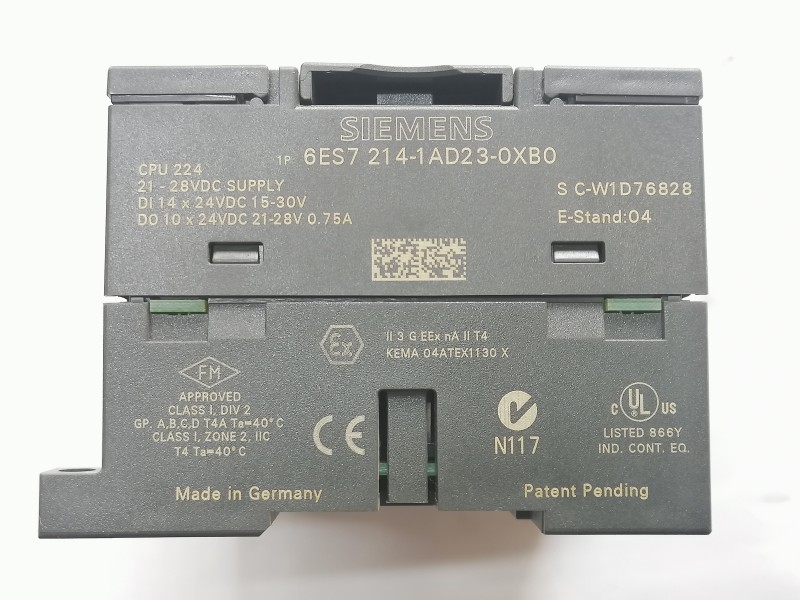 SIEMENS
1P 6ES7 214-1AD23-0XB0
CPU 224
21 - 28VDC SUPPLY
DI 14 x 24VDC 15-30V
DO 10 x 24VDC 21-28V 0.75A
S C-W1D76828
E-Stand:04
Ex
II 3 G EEx nA II T4
KEMA 04ATEX1130 X
FM
APPROVED
CLASS I, DIV 2
GP. A,B,C,D T4A Ta=40°C
CLASS I, ZONE 2, IIC
T4 Ta=40°C
CE
N117
C UL US
LISTED 866Y
IND. CONT. EQ.
Made in Germany
Patent Pending